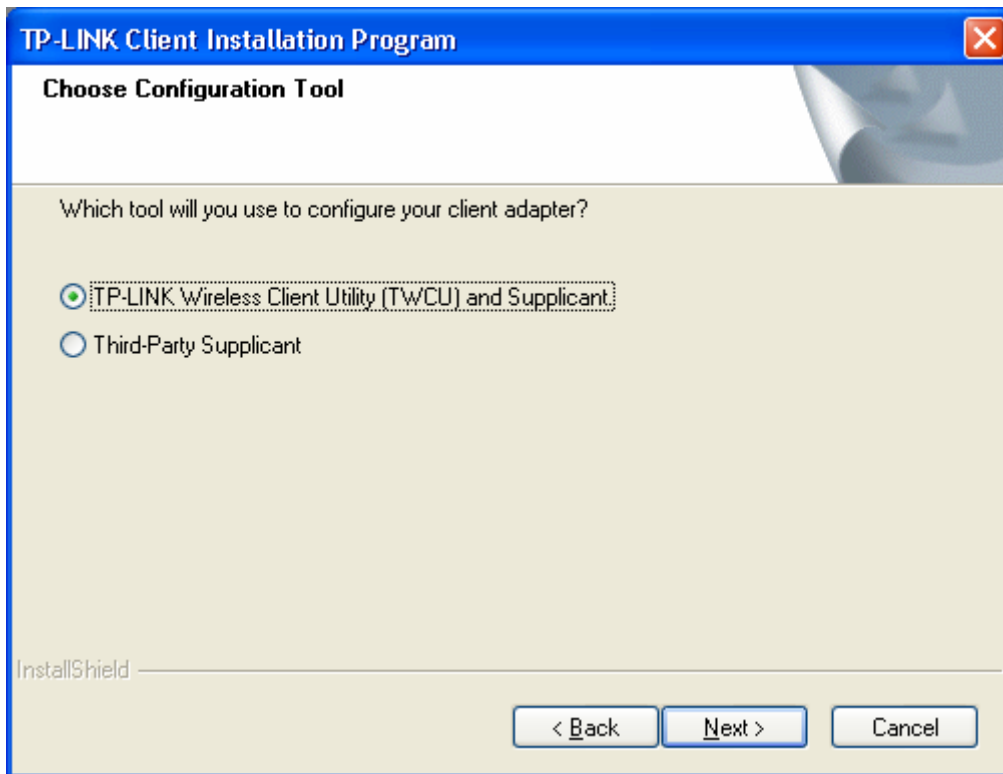 TP-LINK Client Installation Program
Choose Configuration Tool
Which tool will you use to configure your client adapter?
TP-LINK Wireless Client Utility (TWCU) and Supplicant.
Third-Party Supplicant
InstallShield
< Back Next > Cancel